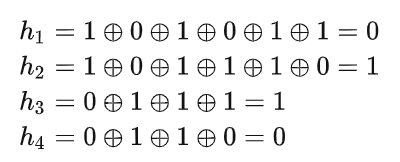 h₁ = 1 ⊕ 0 ⊕ 1 ⊕ 0 ⊕ 1 ⊕ 1 = 0
h₂ = 1 ⊕ 0 ⊕ 1 ⊕ 1 ⊕ 1 ⊕ 0 = 1
h₃ = 0 ⊕ 1 ⊕ 1 ⊕ 1 = 1
h₄ = 0 ⊕ 1 ⊕ 1 ⊕ 0 = 0